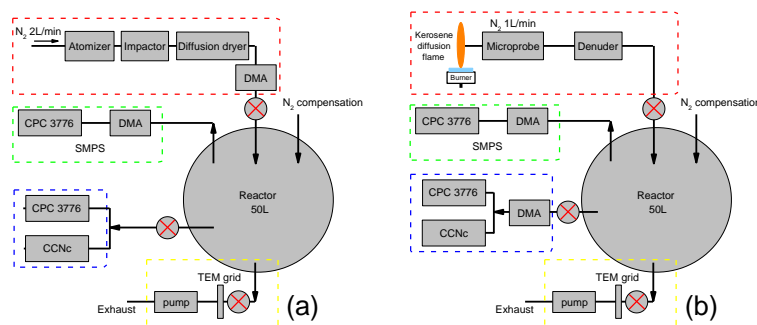 N2 2L/min
Atomizer
Impactor
Diffusion dryer
DMA
N2 compensation
CPC 3776
DMA
SMPS
Reactor
50L
CPC 3776
CCNc
TEM grid
Exhaust
pump
(a)
N2 1L/min
Kerosene
diffusion
flame
Microprobe
Denuder
Burner
N2 compensation
CPC 3776
DMA
SMPS
Reactor
50L
CPC 3776
DMA
CCNc
TEM grid
Exhaust
pump
(b)